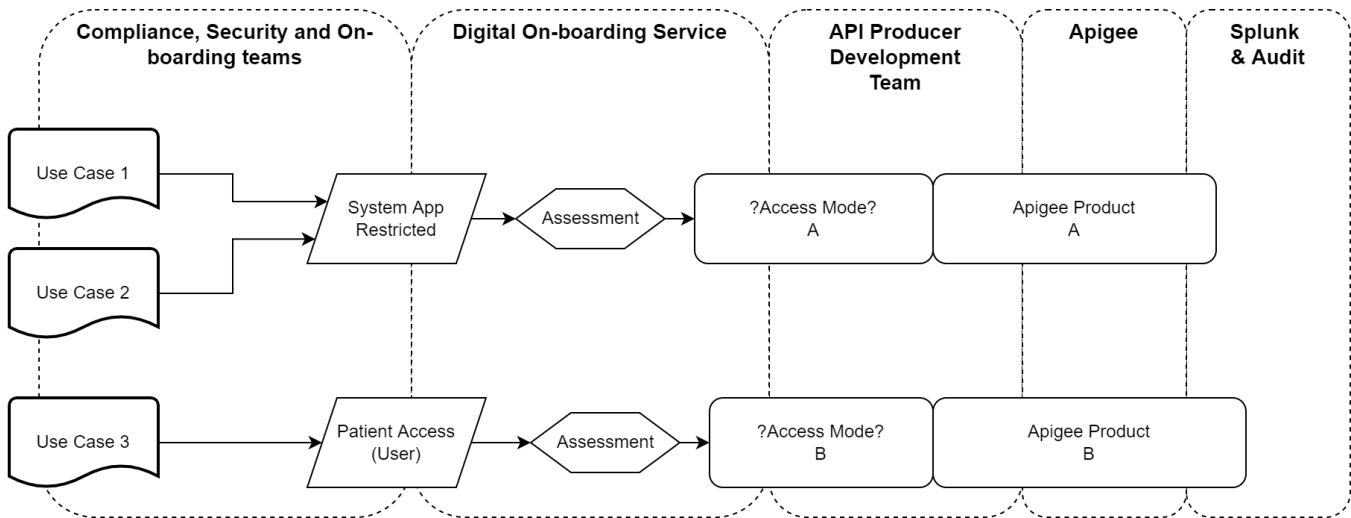 Compliance, Security and On-
boarding teams
Digital On-boarding Service
API Producer
Development
Team
Apigee
Splunk
& Audit
Use Case 1
System App
Restricted
Assessment
?Access Mode?
A
Apigee Product
A
Use Case 2
Use Case 3
Patient Access
(User)
Assessment
?Access Mode?
B
Apigee Product
B